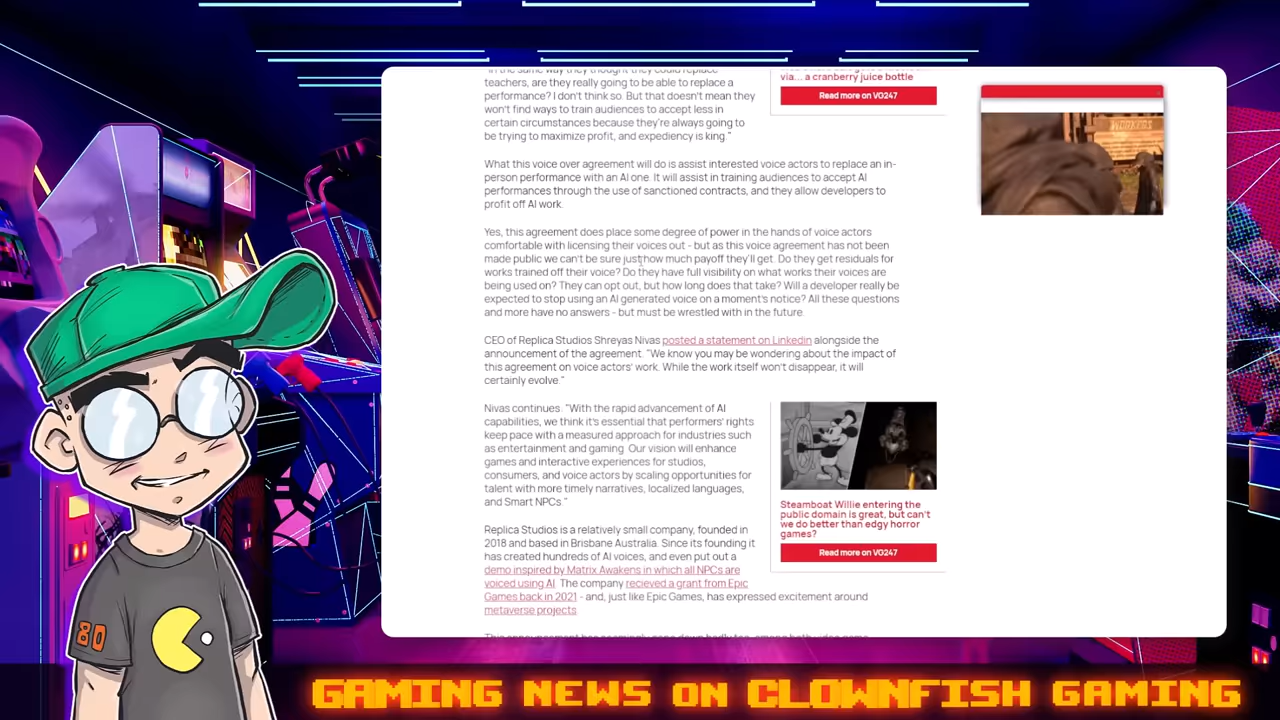 "In the same way they thought they could replace
teachers, are they really going to be able to replace a
performance? I don't think so. But that doesn't mean they
won't find ways to train audiences to accept less in
certain circumstances because they're always going to
be trying to maximize profit, and expediency is king."
via... a cranberry juice bottle
Read more on VG247
WORKERS
What this voice over agreement will do is assist interested voice actors to replace an in-
person performance with an AI one. It will assist in training audiences to accept AI
performances through the use of sanctioned contracts, and they allow developers to
profit off AI work.
Yes, this agreement does place some degree of power in the hands of voice actors
comfortable with licensing their voices out - but as this voice agreement has not been
made public we can't be sure just how much payoff they'll get. Do they get residuals for
works trained off their voice? Do they have full visibility on what works their voices are
being used on? They can opt out, but how long does that take? Will a developer really be
expected to stop using an AI generated voice on a moment's notice? All these questions
and more have no answers - but must be wrestled with in the future.
CEO of Replica Studios Shreyas Nivas posted a statement on Linkedin alongside the
announcement of the agreement. "We know you may be wondering about the impact of
this agreement on voice actors' work. While the work itself won't disappear, it will
certainly evolve."
Nivas continues: "With the rapid advancement of AI
capabilities, we think it's essential that performers' rights
keep pace with a measured approach for industries such
as entertainment and gaming. Our vision will enhance
games and interactive experiences for studios,
consumers, and voice actors by scaling opportunities for
talent with more timely narratives, localized languages,
and Smart NPCs."
Steamboat Willie entering the
public domain is great, but can't
we do better than edgy horror
games?
Read more on VG247
Replica Studios is a relatively small company, founded in
2018 and based in Brisbane Australia. Since its founding it
has created hundreds of AI voices, and even put out a
demo inspired by Matrix Awakens in which all NPCs are
voiced using AI. The company recieved a grant from Epic
Games back in 2021 - and, just like Epic Games, has expressed excitement around
metaverse projects.
80
GAMING NEWS ON CLOWNFISH GAMING